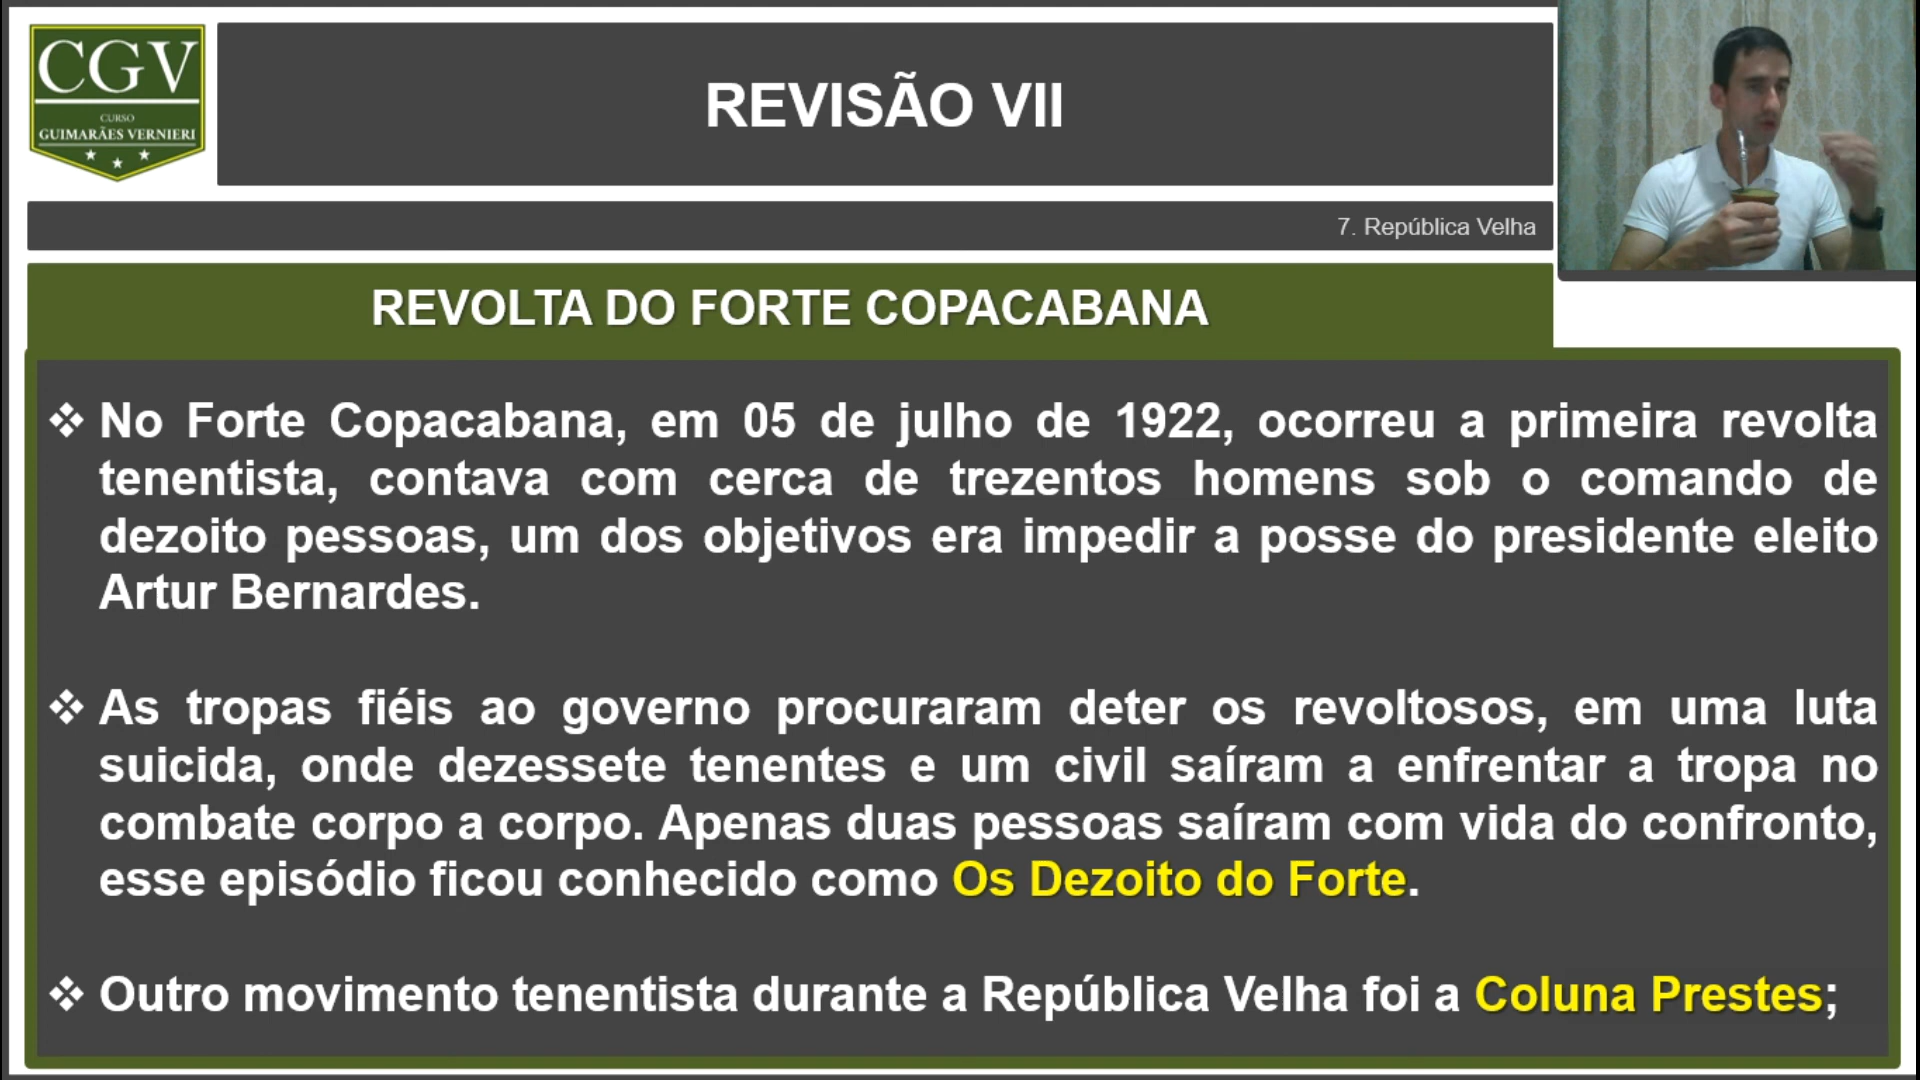 CGV
CURSO
GUIMARÃES VERNIERI
REVISÃO VII
7. República Velha
REVOLTA DO FORTE COPACABANA
❖ No Forte Copacabana, em 05 de julho de 1922, ocorreu a primeira revolta
tenentista, contava com cerca de trezentos homens sob o comando de
dezoito pessoas, um dos objetivos era impedir a posse do presidente eleito
Artur Bernardes.
❖ As tropas fiéis ao governo procuraram deter os revoltosos, em uma luta
suicida, onde dezessete tenentes e um civil saíram a enfrentar a tropa no
combate corpo a corpo. Apenas duas pessoas saíram com vida do confronto,
esse episódio ficou conhecido como Os Dezoito do Forte.
❖ Outro movimento tenentista durante a República Velha foi a Coluna Prestes;